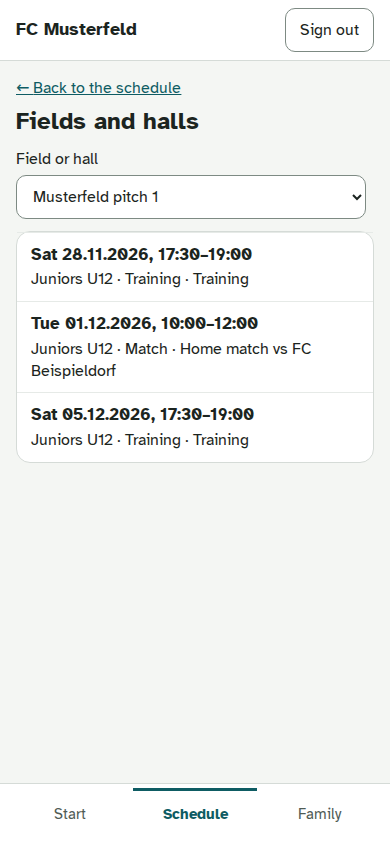 FC Musterfeld
Sign out
← Back to the schedule
Fields and halls
Field or hall
Musterfeld pitch 1
Sat 28.11.2026, 17:30–19:00
Juniors U12 · Training · Training
Tue 01.12.2026, 10:00–12:00
Juniors U12 · Match · Home match vs FC
Beispieldorf
Sat 05.12.2026, 17:30–19:00
Juniors U12 · Training · Training
Start
Schedule
Family